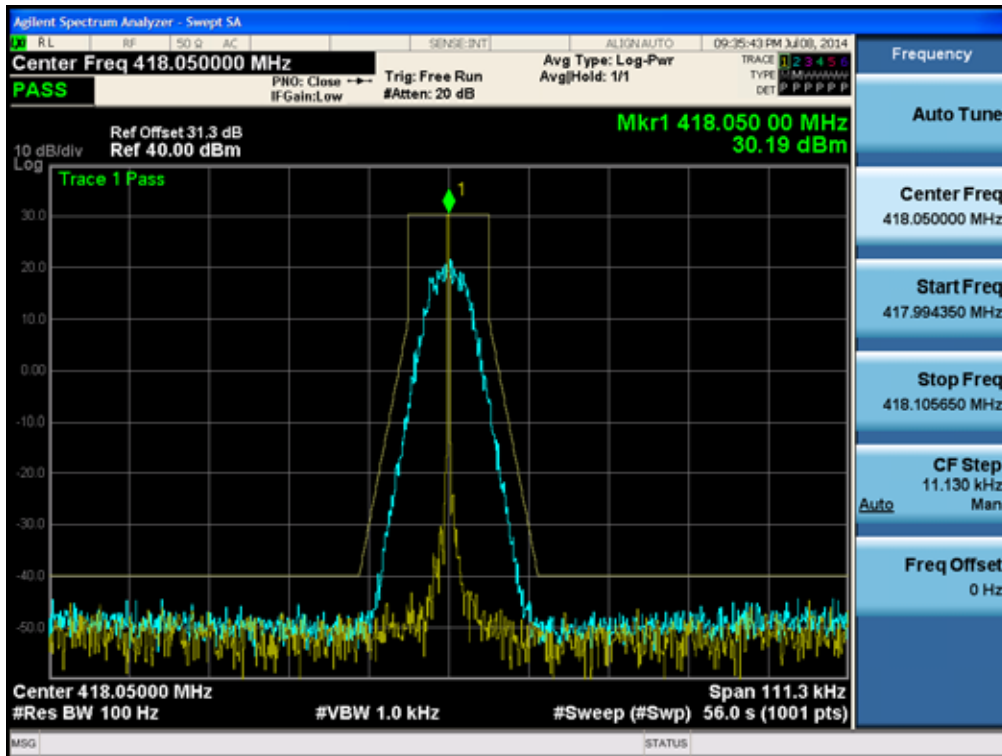 Agilent Spectrum Analyzer - Swept SA
LXI RL RF 50 Ω AC SENSE:INT ALIGNAUTO 09:35:43 PM Jul 08, 2014
Center Freq 418.050000 MHz
PASS
PNO: Close
IFGain:Low
Trig: Free Run
#Atten: 20 dB
Avg Type: Log-Pwr
Avg|Hold: 1/1
TRACE 1 2 3 4 5 6
TYPE M M W W W W
DET P P P P P P
Ref Offset 31.3 dB
Ref 40.00 dBm
10 dB/div
Log
Mkr1 418.050 00 MHz
30.19 dBm
Trace 1 Pass
1
30.0
20.0
10.0
0.00
-10.0
-20.0
-30.0
-40.0
-50.0
Center 418.05000 MHz
Span 111.3 kHz
#Res BW 100 Hz
#VBW 1.0 kHz
#Sweep (#Swp) 56.0 s (1001 pts)
MSG
STATUS
Frequency
Auto Tune
Center Freq
418.050000 MHz
Start Freq
417.994350 MHz
Stop Freq
418.105650 MHz
CF Step
11.130 kHz
Auto Man
Freq Offset
0 Hz